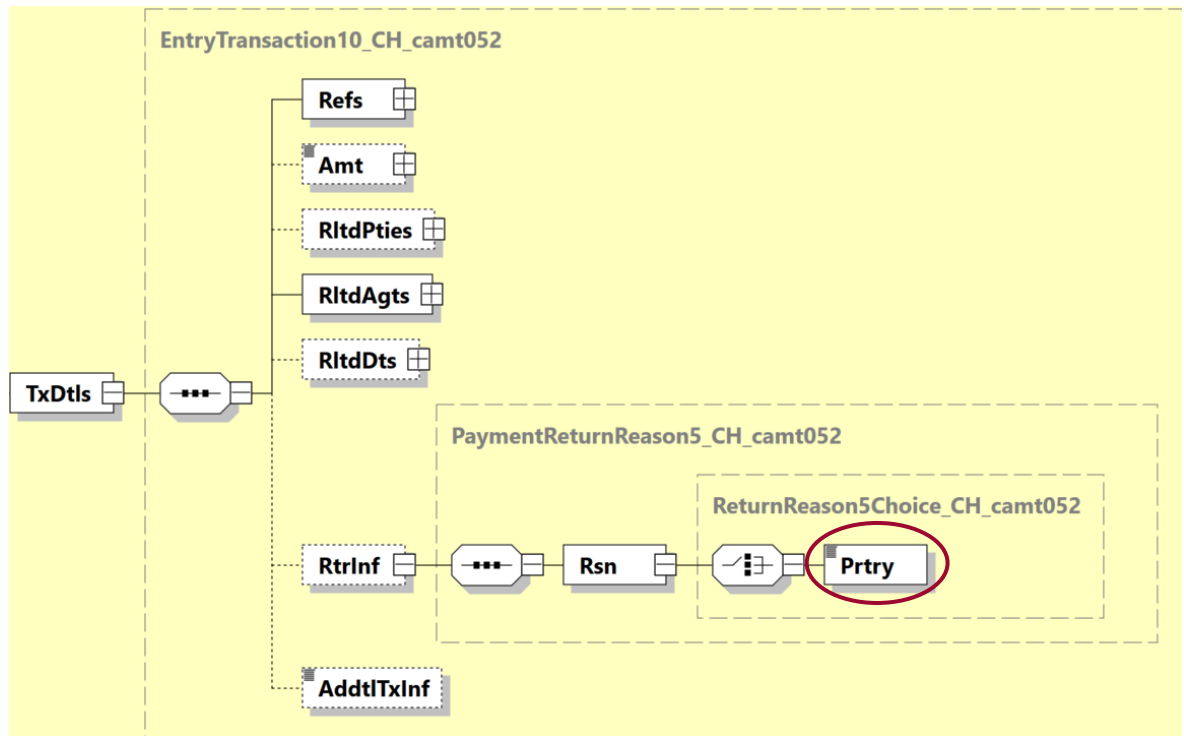 EntryTransaction10_CH_camt052
Refs
Amt
RltdPties
RltdAgts
RltdDts
TxDtls
PaymentReturnReason5_CH_camt052
ReturnReason5Choice_CH_camt052
RtrInf
Rsn
Prtry
AddtlTxInf